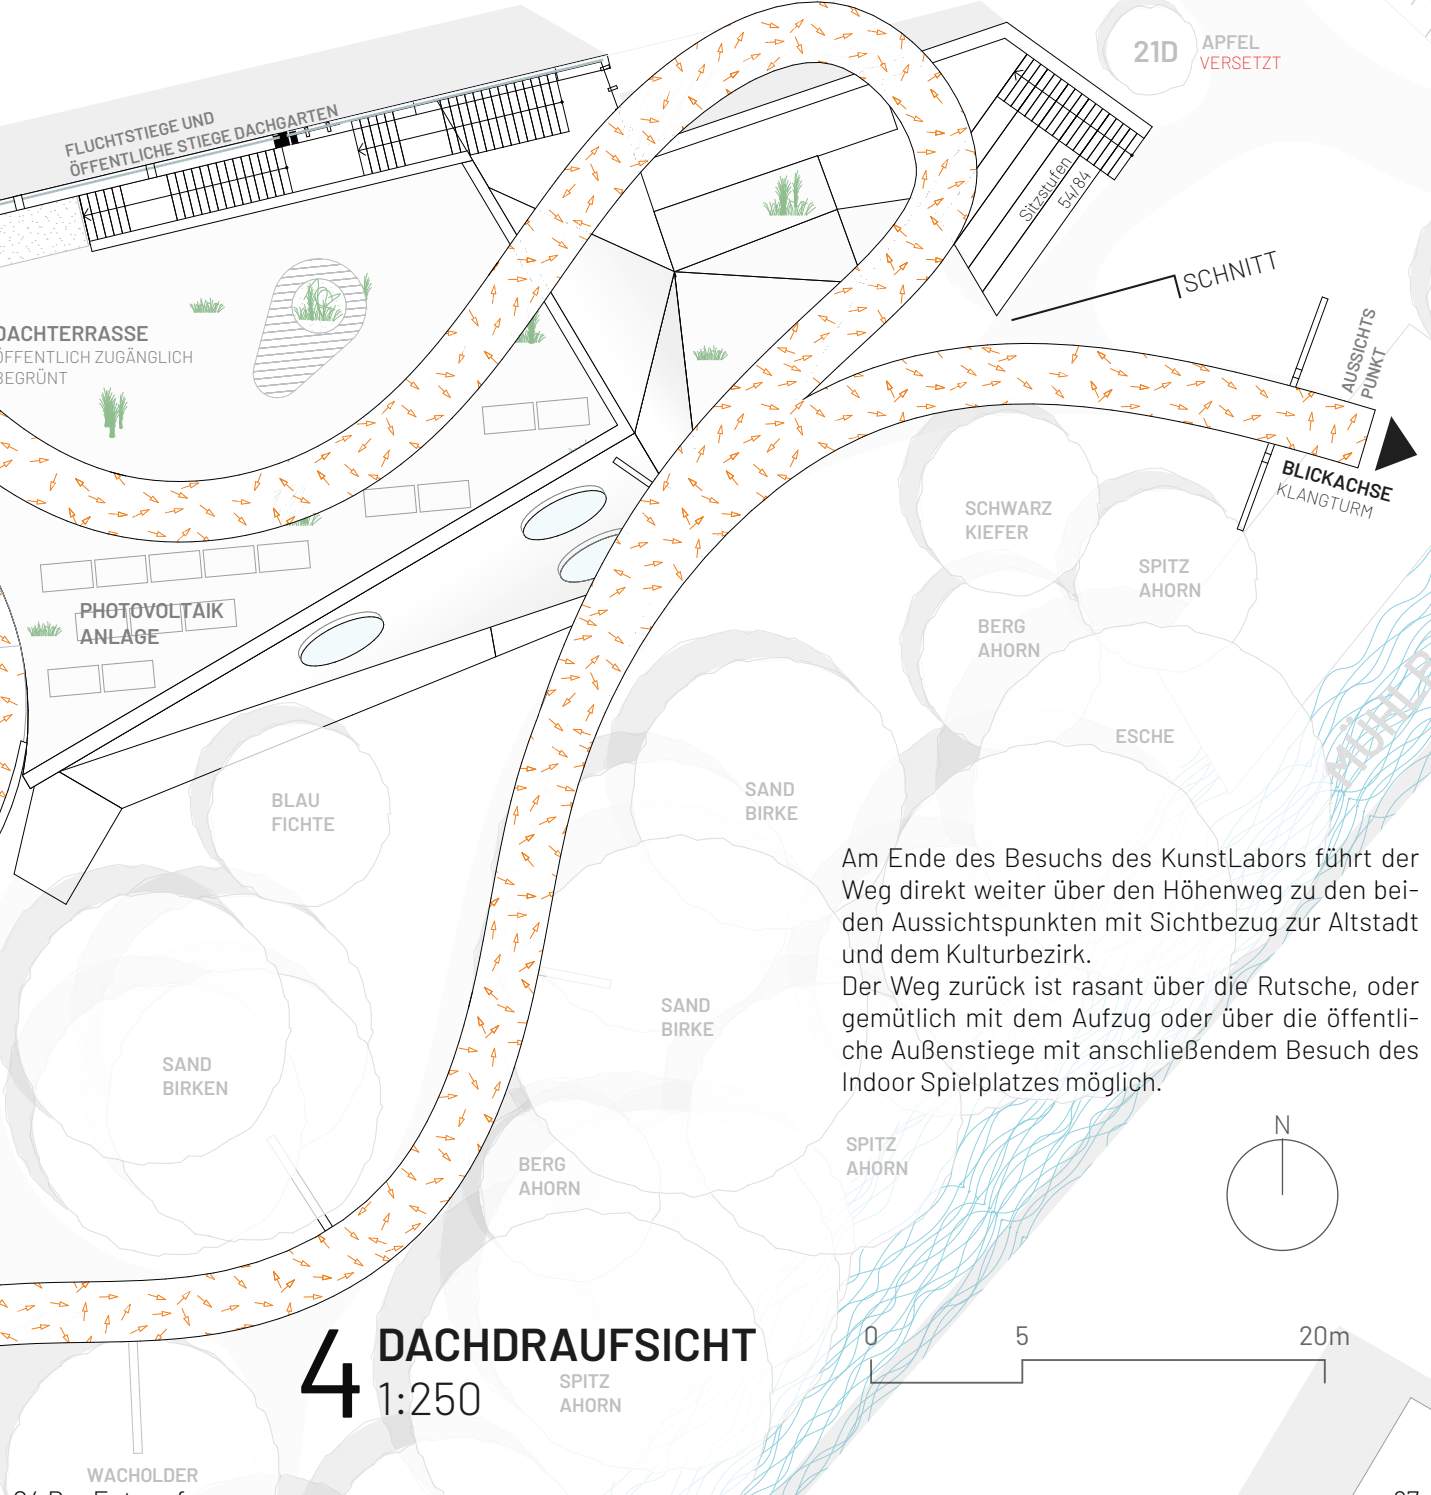 21D
APFEL
VERSETZT
FLUCHTSTIEGE UND
ÖFFENTLICHE STIEGE DACHGARTEN
Sitzstufen
54/84
SCHNITT
DACHTERRASSE
ÖFFENTLICH ZUGÄNGLICH
BEGRÜNT
AUSSICHTS
PUNKT
BLICKACHSE
KLANGTURM
SCHWARZ
KIEFER
SPITZ
AHORN
PHOTOVOLTAIK
ANLAGE
BERG
AHORN
ESCHE
BLAU
FICHTE
SAND
BIRKE
Am Ende des Besuchs des KunstLabors führt der
Weg direkt weiter über den Höhenweg zu den bei-
den Aussichtspunkten mit Sichtbezug zur Altstadt
und dem Kulturbezirk.
Der Weg zurück ist rasant über die Rutsche, oder
gemütlich mit dem Aufzug oder über die öffentli-
che Außenstiege mit anschließendem Besuch des
Indoor Spielplatzes möglich.
SAND
BIRKE
SAND
BIRKEN
SPITZ
AHORN
BERG
AHORN
N
4 DACHDRAUFSICHT
1:250
0 5 20m
SPITZ
AHORN
WACHOLDER